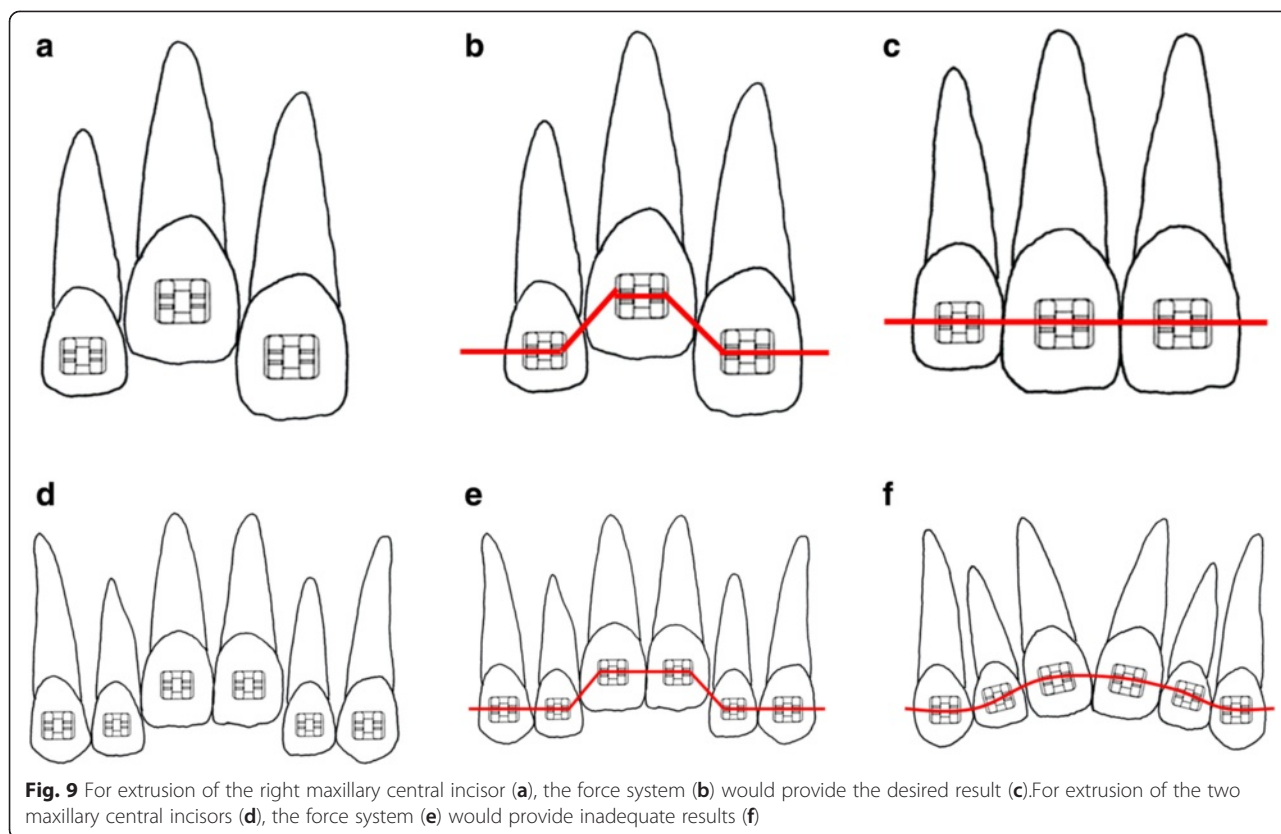 a
b
c
d
e
f
Fig. 9 For extrusion of the right maxillary central incisor (a), the force system (b) would provide the desired result (c).For extrusion of the two
maxillary central incisors (d), the force system (e) would provide inadequate results (f)